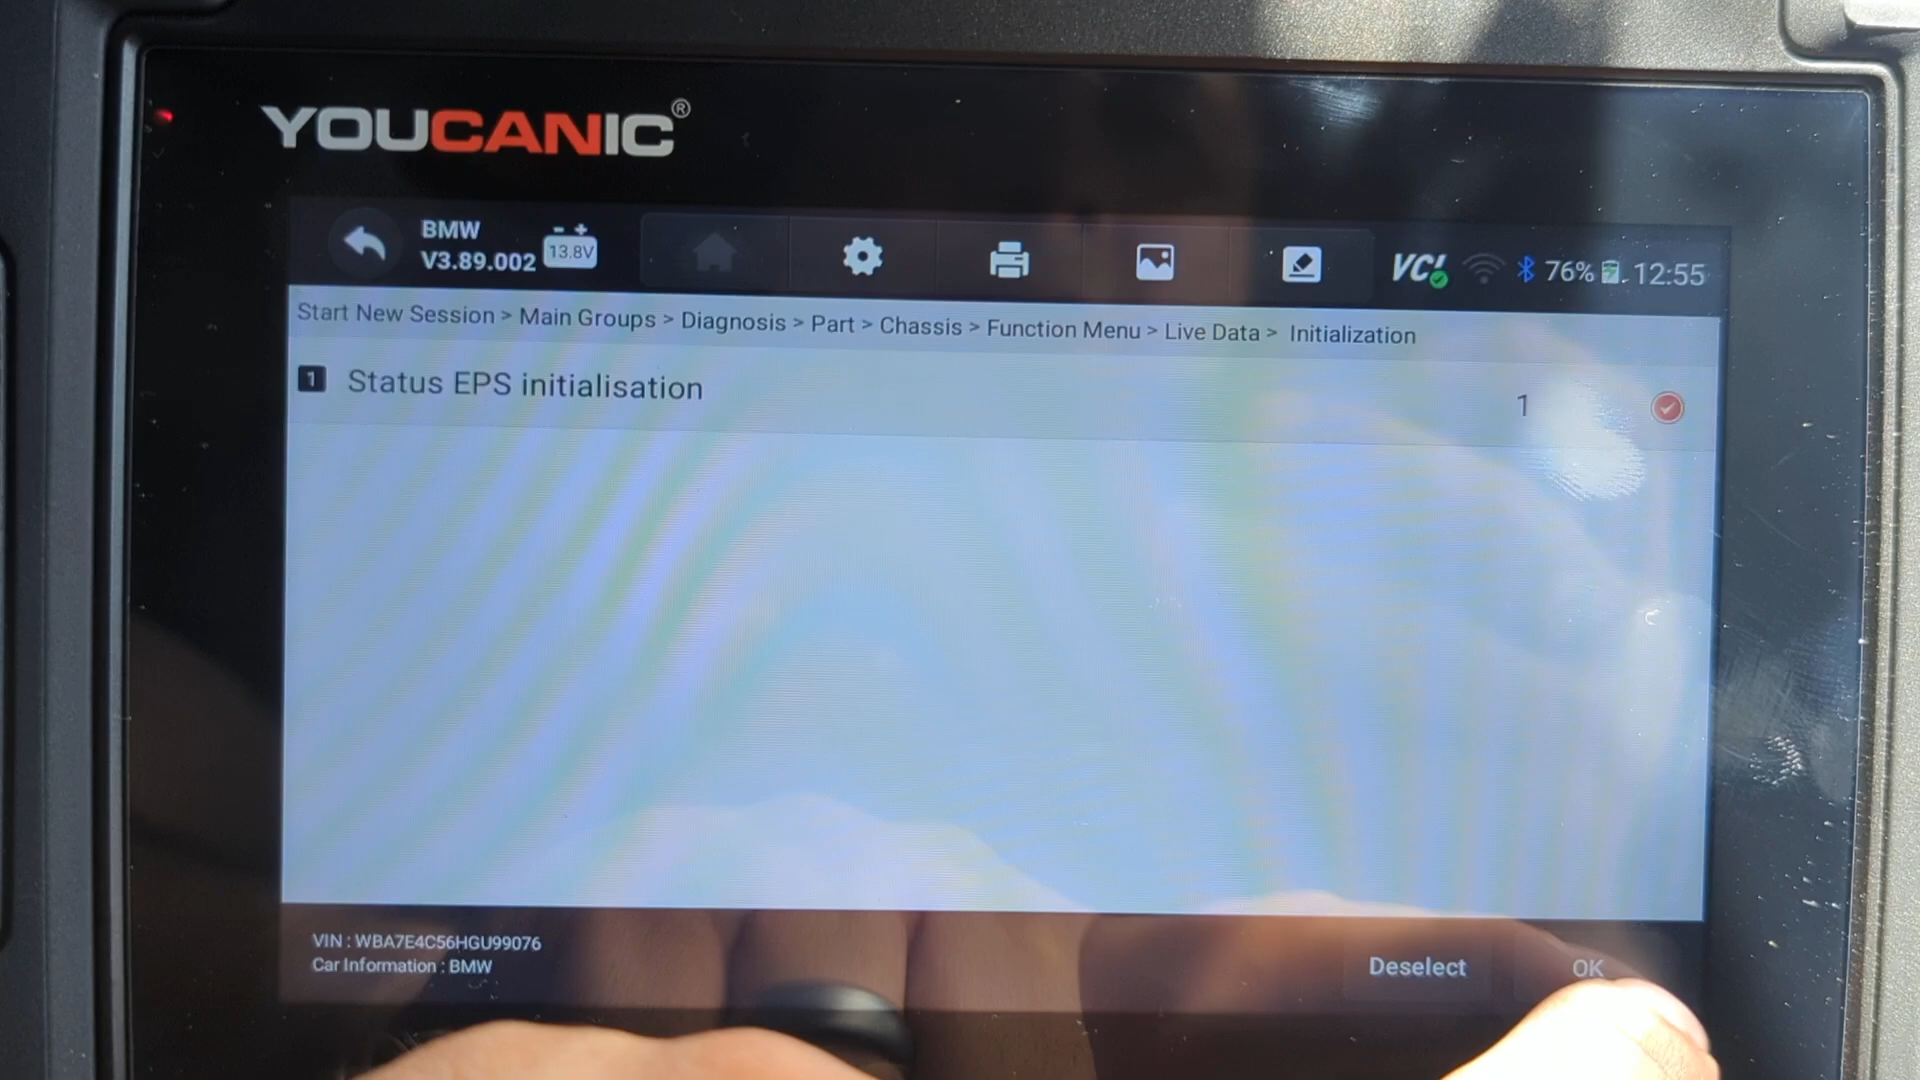 YOUCANIC®
BMW
V3.89.002
- +
13.8V
VCI
76%
12:55
Start New Session > Main Groups > Diagnosis > Part > Chassis > Function Menu > Live Data > Initialization
1 Status EPS initialisation 1
VIN : WBA7E4C56HGU99076
Car Information : BMW
Deselect OK